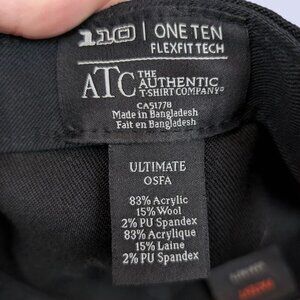 110 | ONE TEN
FLEXFIT TECH
ATC THE
AUTHENTIC
T-SHIRT COMPANY®
CA51778
Made in Bangladesh
Fait en Bangladesh
ULTIMATE
OSFA
83% Acrylic
15% Wool
2% PU Spandex
83% Acrylique
15% Laine
2% PU Spandex